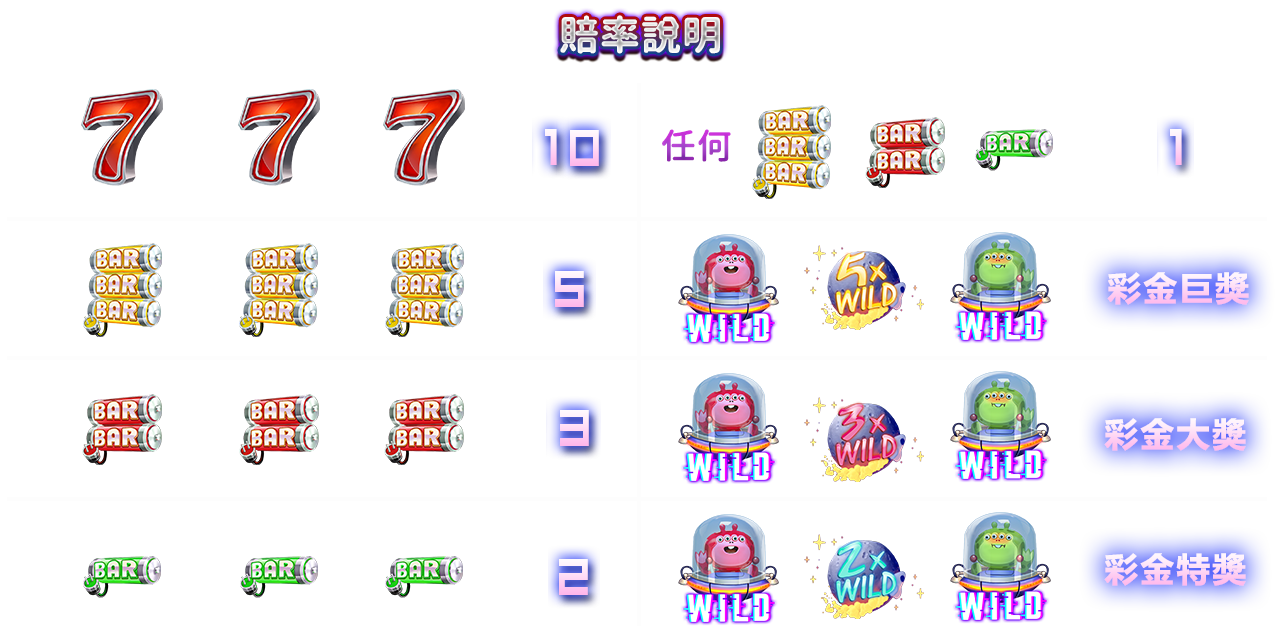 賠率說明
7 7 7 10
BAR BAR BAR
BAR BAR BAR
BAR BAR BAR
5
BAR BAR BAR
BAR BAR BAR
3
BAR BAR BAR 2
任何
BAR
BAR
BAR
BAR
BAR
BAR
1
WILD 5x WILD WILD 彩金巨獎
WILD 3x WILD WILD 彩金大獎
WILD 2x WILD WILD 彩金特獎